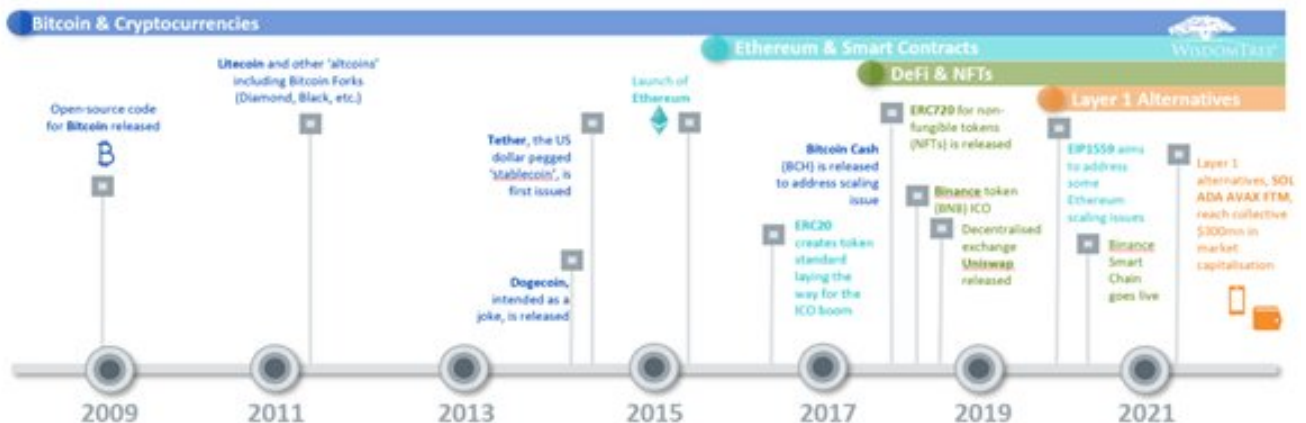 Bitcoin & Cryptocurrencies
WISDOMTREE
Ethereum & Smart Contracts
DeFi & NFTs
Layer 1 Alternatives
Open-source code
for Bitcoin released
Litecoin and other 'altcoins'
including Bitcoin Forks
(Diamond, Black, etc.)
Dogecoin,
intended as a
joke, is released
Tether, the US
dollar pegged
'stablecoin', is
first issued
Launch of
Ethereum
ERC20
creates token
standard
laying the
way for the
ICO boom
Bitcoin Cash
(BCH) is released
to address scaling
issue
ERC720 for non-
fungible tokens
(NFTs) is released
Binance token
(BNB) ICO
Decentralised
exchange
Uniswap
released
EIP1559 aims
to address
some
Ethereum
scaling issues
Binance
Smart
Chain
goes live
Layer 1
alternatives, SOL
ADA AVAX FTM,
reach collective
$300mn in
market
capitalisation
2009
2011
2013
2015
2017
2019
2021